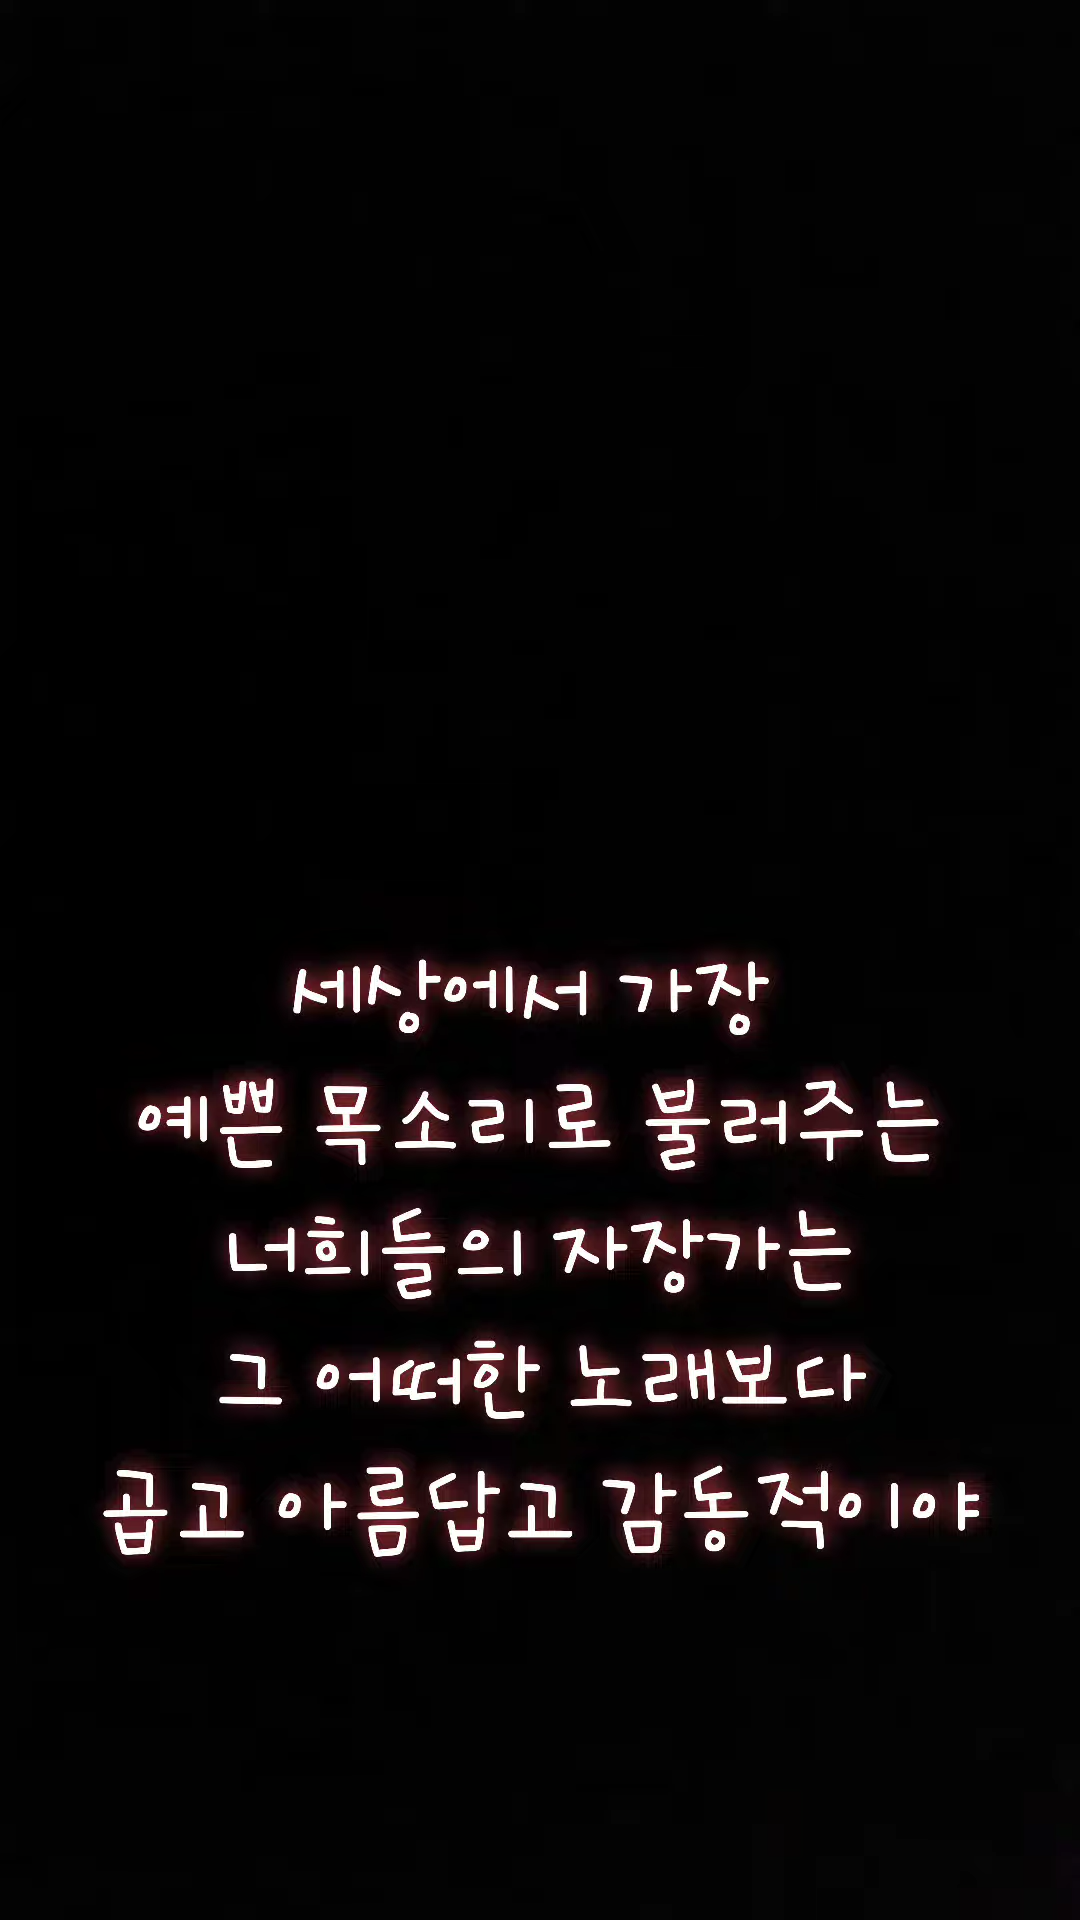 세상에서 가장
예쁜 목소리로 불러주는
너희들의 자장가는
그 어떠한 노래보다
곱고 아름답고 감동적이야